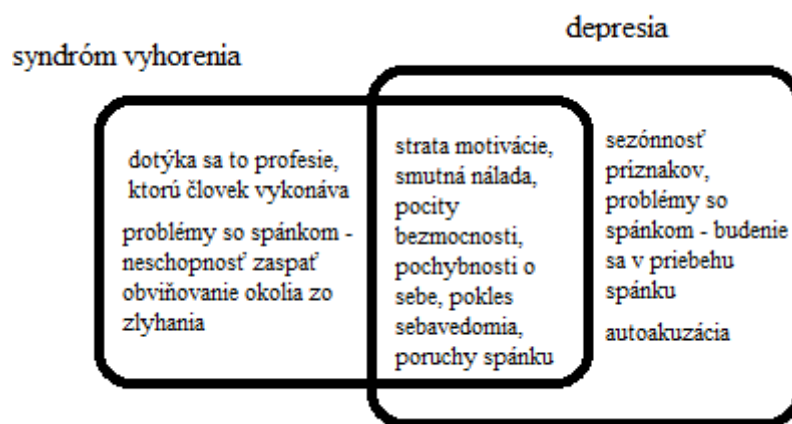 depresia
syndróm vyhorenia
dotýka sa to profesie,
ktorú človek vykonáva
problémy so spánkom -
neschopnosť zaspať
obviňovanie okolia zo
zlyhania
strata motivácie,
smutná nálada,
pocity
bezmocnosti,
pochybnosti o
sebe, pokles
sebavedomia,
poruchy spánku
sezónnosť
príznakov,
problémy so
spánkom - budenie
sa v priebehu
spánku
autoakuzácia